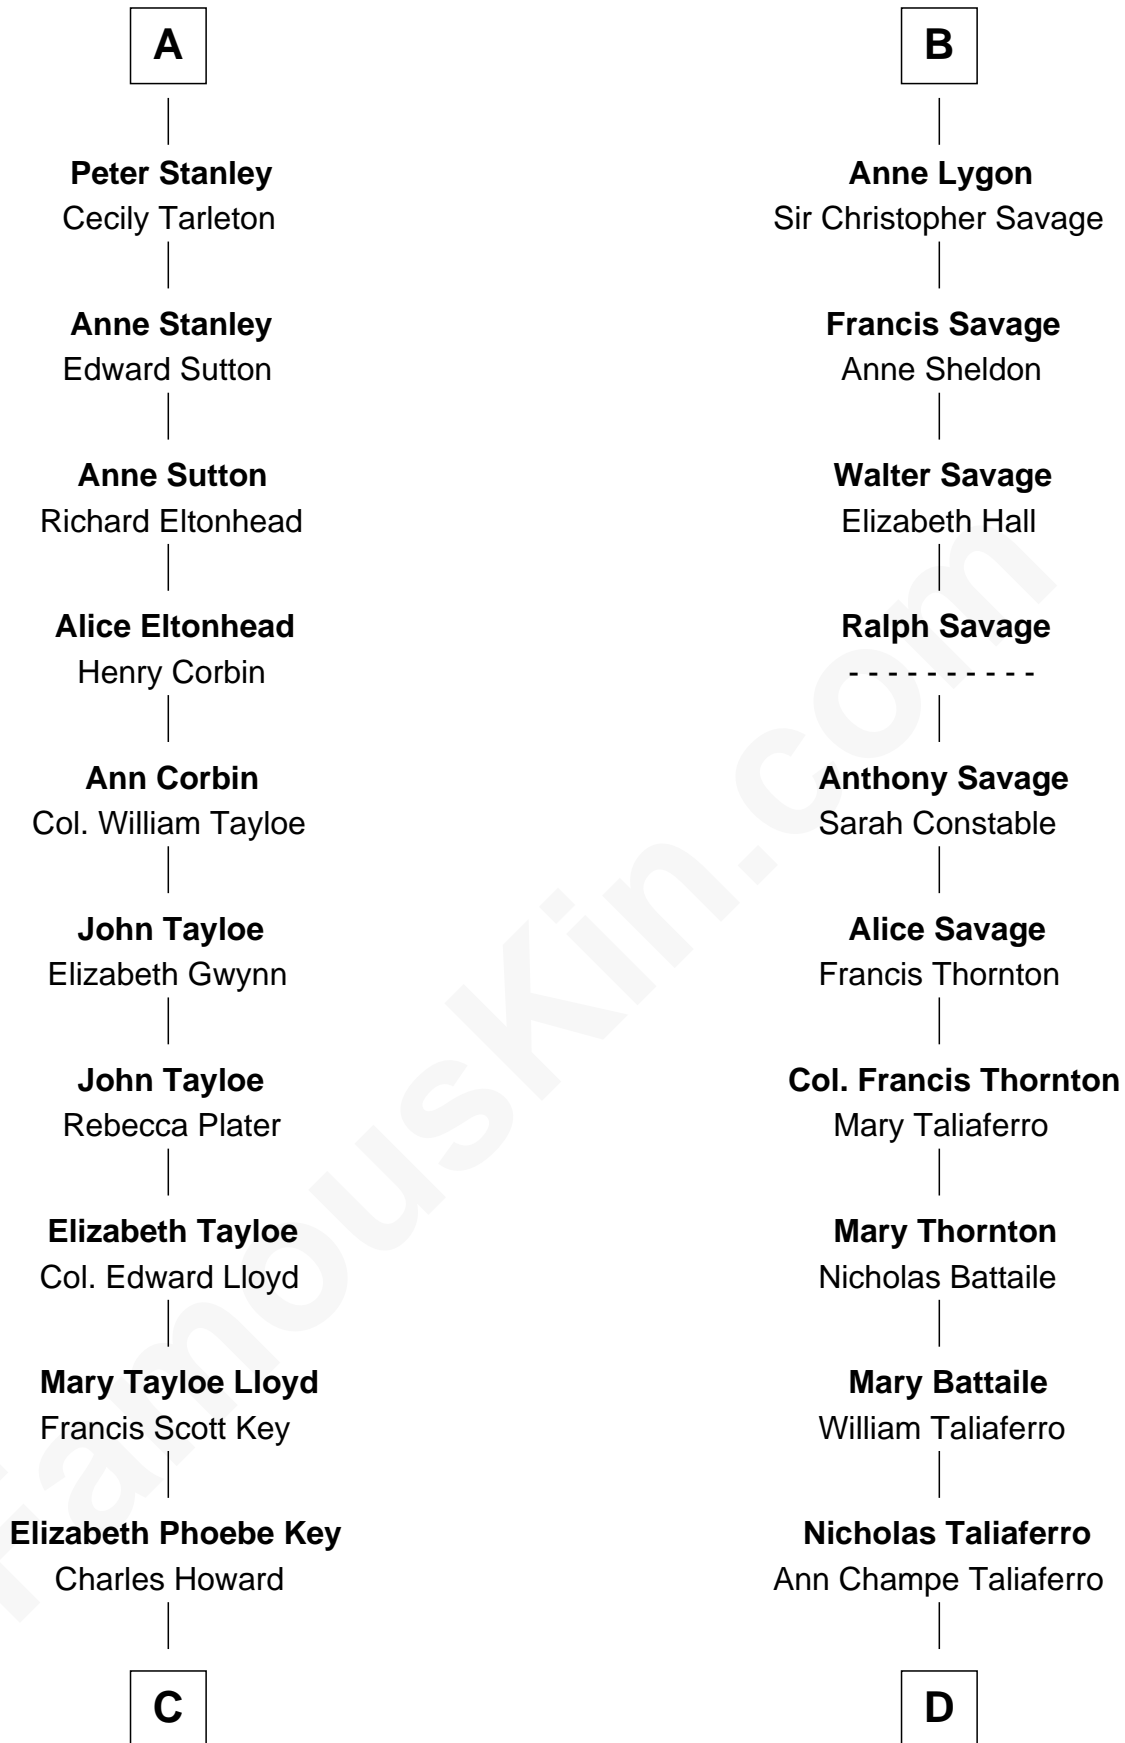 A
Peter Stanley
Cecily Tarleton
Anne Stanley
Edward Sutton
Anne Sutton
Richard Eltonhead
Alice Eltonhead
Henry Corbin
Ann Corbin
Col. William Tayloe
John Tayloe
Elizabeth Gwynn
John Tayloe
Rebecca Plater
Elizabeth Tayloe
Col. Edward Lloyd
Mary Tayloe Lloyd
Francis Scott Key
Elizabeth Phoebe Key
Charles Howard
C
B
Anne Lygon
Sir Christopher Savage
Francis Savage
Anne Sheldon
Walter Savage
Elizabeth Hall
Ralph Savage
- - - - - - - - - -
Anthony Savage
Sarah Constable
Alice Savage
Francis Thornton
Col. Francis Thornton
Mary Taliaferro
Mary Thornton
Nicholas Battaile
Mary Battaile
William Taliaferro
Nicholas Taliaferro
Ann Champe Taliaferro
D
FamousKin.com